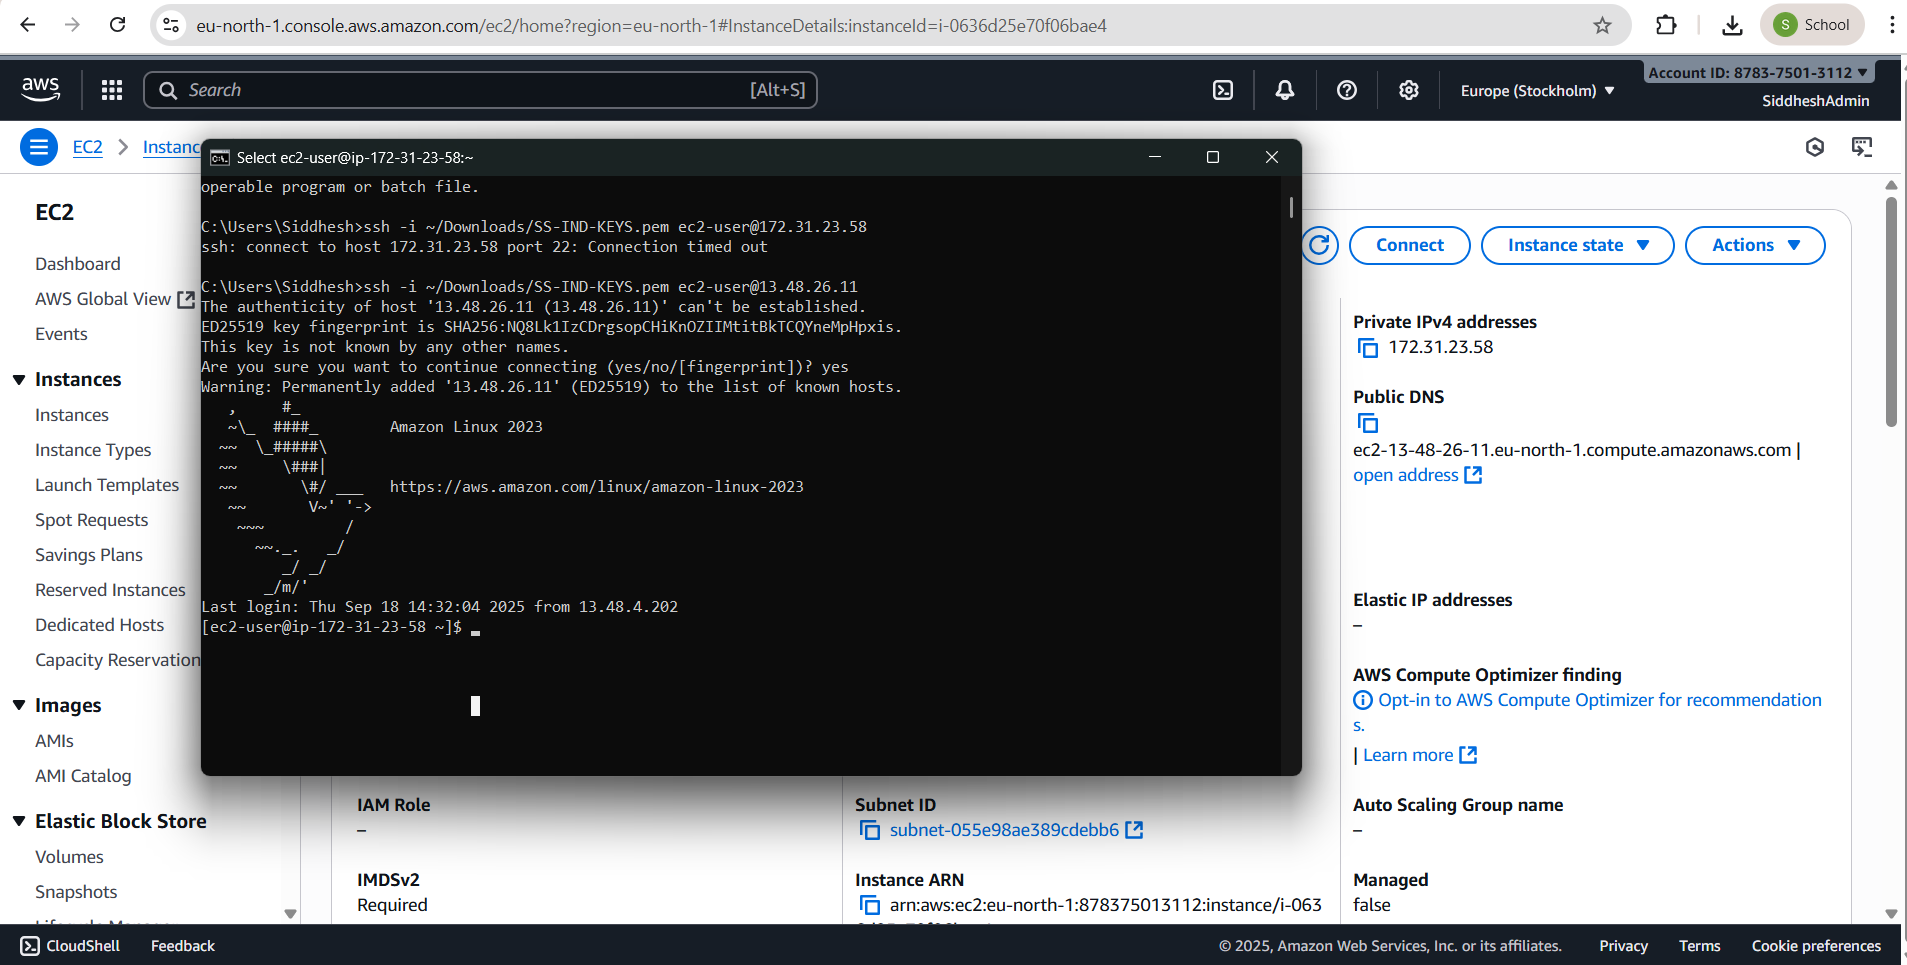 eu-north-1.console.aws.amazon.com/ec2/home?region=eu-north-1#InstanceDetails:instanceId=i-0636d25e70f06bae4
S School
aws
Search [Alt+S]
Europe (Stockholm)
Account ID: 8783-7501-3112
SiddheshAdmin
EC2 Instanc
Select ec2-user@ip-172-31-23-58:~
operable program or batch file.
C:\Users\Siddhesh>ssh -i ~/Downloads/SS-IND-KEYS.pem ec2-user@172.31.23.58
ssh: connect to host 172.31.23.58 port 22: Connection timed out
C:\Users\Siddhesh>ssh -i ~/Downloads/SS-IND-KEYS.pem ec2-user@13.48.26.11
The authenticity of host '13.48.26.11 (13.48.26.11)' can't be established.
ED25519 key fingerprint is SHA256:NQ8Lk1IzCDrgsopCHiKnOZIIMtitBkTCQYneMpHpxis.
This key is not known by any other names.
Are you sure you want to continue connecting (yes/no/[fingerprint])? yes
Warning: Permanently added '13.48.26.11' (ED25519) to the list of known hosts.
   ,     #_
   ~\_  ####_        Amazon Linux 2023
  ~~  \_#####\
  ~~     \###|
  ~~       \#/ ___   https://aws.amazon.com/linux/amazon-linux-2023
   ~~       V~' '->
    ~~~         /
      ~~._.   _/
         _/ _/
       _/m/'
Last login: Thu Sep 18 14:32:04 2025 from 13.48.4.202
[ec2-user@ip-172-31-23-58 ~]$
EC2
Dashboard
AWS Global View
Events
Instances
Instances
Instance Types
Launch Templates
Spot Requests
Savings Plans
Reserved Instances
Dedicated Hosts
Capacity Reservation
Images
AMIs
AMI Catalog
Elastic Block Store
Volumes
Snapshots
Connect
Instance state
Actions
Private IPv4 addresses
172.31.23.58
Public DNS
ec2-13-48-26-11.eu-north-1.compute.amazonaws.com |
open address
Elastic IP addresses
–
AWS Compute Optimizer finding
Opt-in to AWS Compute Optimizer for recommendation
s.
| Learn more
IAM Role
–
Subnet ID
subnet-055e98ae389cdebb6
Auto Scaling Group name
–
IMDSv2
Required
Instance ARN
arn:aws:ec2:eu-north-1:878375013112:instance/i-063
Managed
false
CloudShell Feedback
© 2025, Amazon Web Services, Inc. or its affiliates. Privacy Terms Cookie preferences